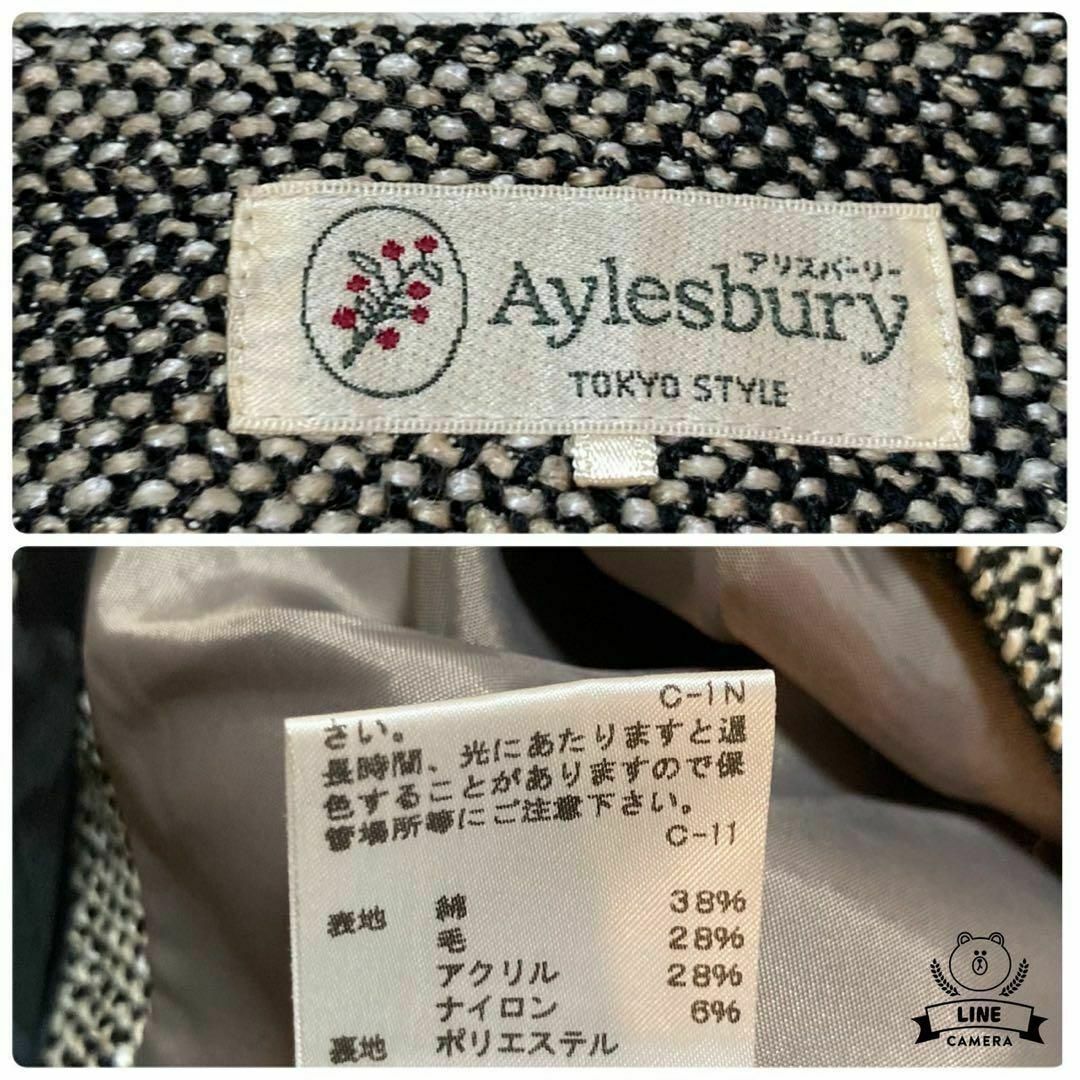 アリスバーリー
Aylesbury
TOKYO STYLE
C-1N
さい。
長時間、光にあたりますと退
色することがありますので保
管場所等にご注意下さい。
C-11
表地 綿 38%
毛 28%
アクリル 28%
ナイロン 6%
裏地 ポリエステル
LINE
CAMERA